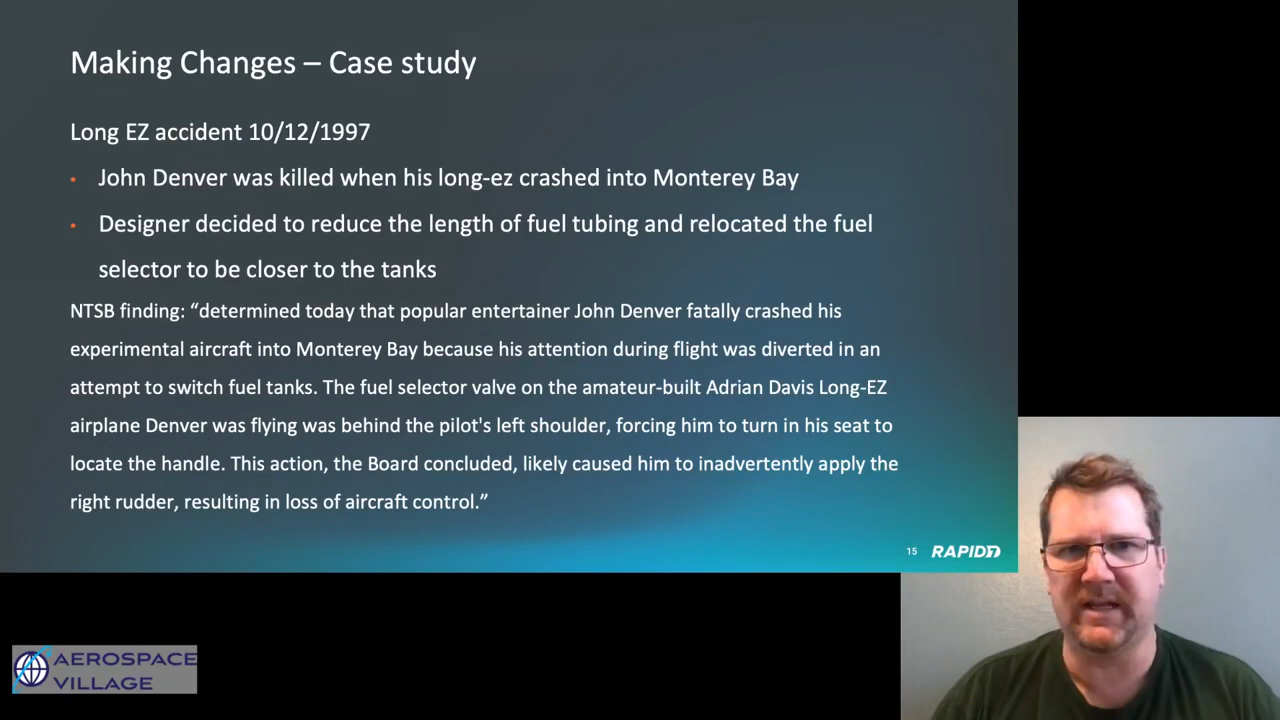 Making Changes – Case study
Long EZ accident 10/12/1997
• John Denver was killed when his long-ez crashed into Monterey Bay
• Designer decided to reduce the length of fuel tubing and relocated the fuel
selector to be closer to the tanks
NTSB finding: “determined today that popular entertainer John Denver fatally crashed his
experimental aircraft into Monterey Bay because his attention during flight was diverted in an
attempt to switch fuel tanks. The fuel selector valve on the amateur-built Adrian Davis Long-EZ
airplane Denver was flying was behind the pilot's left shoulder, forcing him to turn in his seat to
locate the handle. This action, the Board concluded, likely caused him to inadvertently apply the
right rudder, resulting in loss of aircraft control.”
15 RAPID7
AEROSPACE
VILLAGE